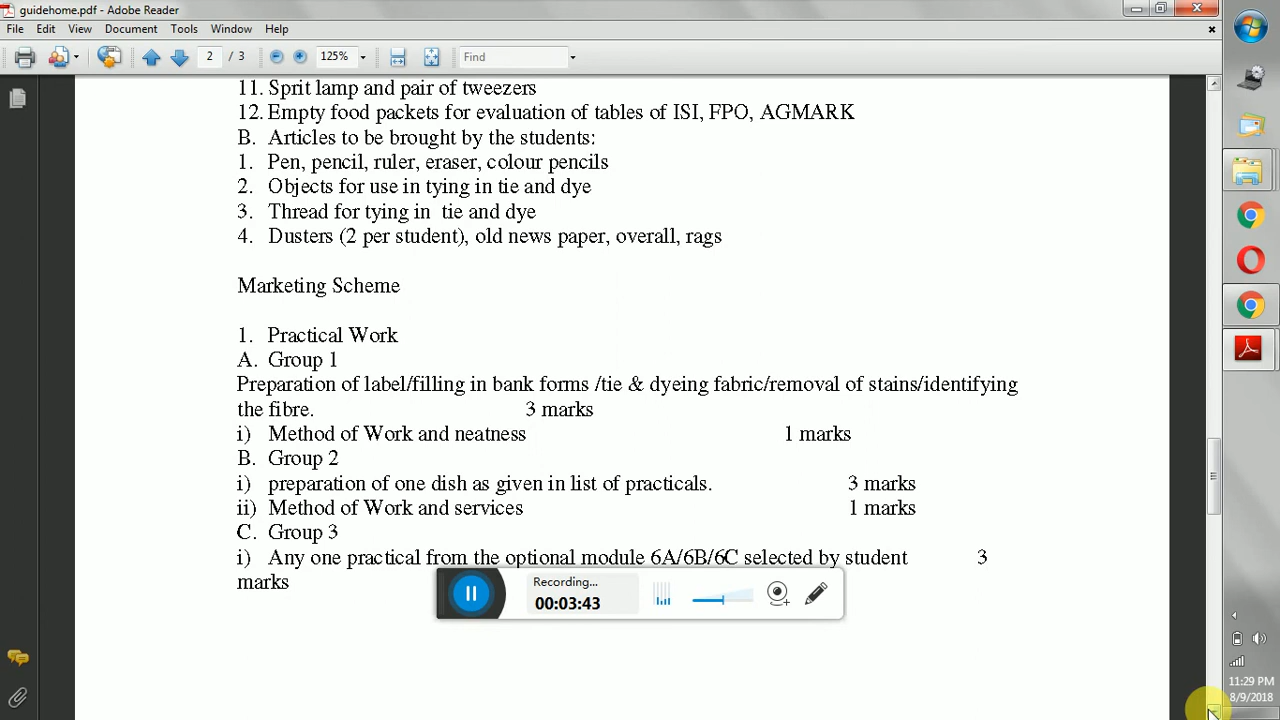 guidehome.pdf - Adobe Reader
File Edit View Document Tools Window Help
2 / 3 125% Find
11. Sprit lamp and pair of tweezers
12. Empty food packets for evaluation of tables of ISI, FPO, AGMARK
B. Articles to be brought by the students:
1. Pen, pencil, ruler, eraser, colour pencils
2. Objects for use in tying in tie and dye
3. Thread for tying in tie and dye
4. Dusters (2 per student), old news paper, overall, rags
Marketing Scheme
1. Practical Work
A. Group 1
Preparation of label/filling in bank forms /tie & dyeing fabric/removal of stains/identifying
the fibre. 3 marks
i) Method of Work and neatness 1 marks
B. Group 2
i) preparation of one dish as given in list of practicals. 3 marks
ii) Method of Work and services 1 marks
C. Group 3
i) Any one practical from the optional module 6A/6B/6C selected by student 3
marks
Recording...
00:03:43
11:29 PM
8/9/2018